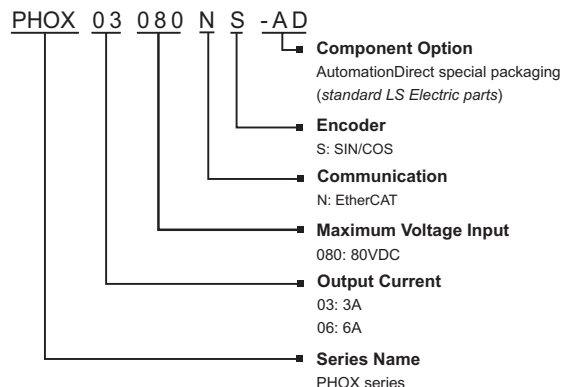 PHOX 03 080 N S -AD
Component Option
AutomationDirect special packaging
(standard LS Electric parts)
Encoder
S: SIN/COS
Communication
N: EtherCAT
Maximum Voltage Input
080: 80VDC
Output Current
03: 3A
06: 6A
Series Name
PHOX series